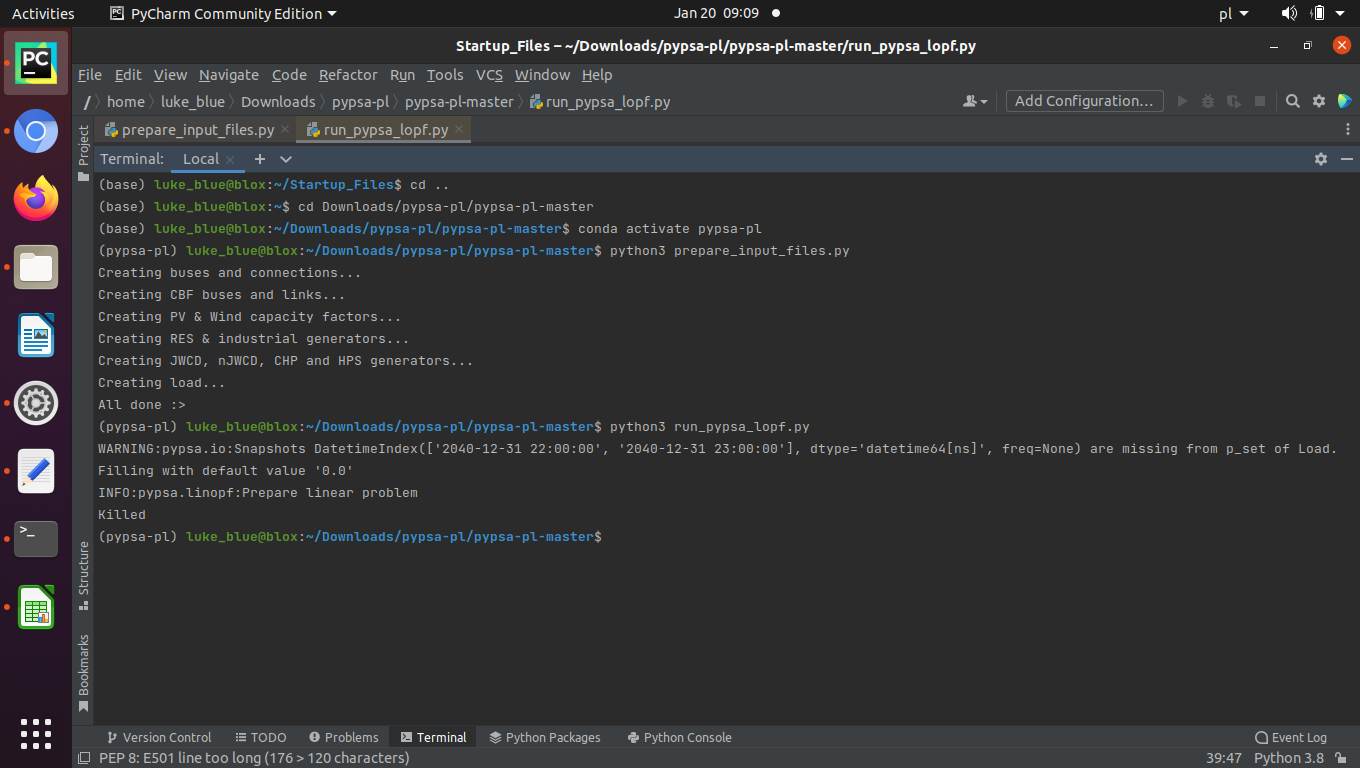 Activities PyCharm Community Edition Jan 20 09:09 pl
Startup_Files – ~/Downloads/pypsa-pl/pypsa-pl-master/run_pypsa_lopf.py
File Edit View Navigate Code Refactor Run Tools VCS Window Help
/ home luke_blue Downloads pypsa-pl pypsa-pl-master run_pypsa_lopf.py Add Configuration...
prepare_input_files.py run_pypsa_lopf.py
Project
Terminal: Local
(base) luke_blue@blox:~/Startup_Files$ cd ..
(base) luke_blue@blox:~$ cd Downloads/pypsa-pl/pypsa-pl-master
(base) luke_blue@blox:~/Downloads/pypsa-pl/pypsa-pl-master$ conda activate pypsa-pl
(pypsa-pl) luke_blue@blox:~/Downloads/pypsa-pl/pypsa-pl-master$ python3 prepare_input_files.py
Creating buses and connections...
Creating CBF buses and links...
Creating PV & Wind capacity factors...
Creating RES & industrial generators...
Creating JWCD, nJWCD, CHP and HPS generators...
Creating load...
All done :>
(pypsa-pl) luke_blue@blox:~/Downloads/pypsa-pl/pypsa-pl-master$ python3 run_pypsa_lopf.py
WARNING:pypsa.io:Snapshots DatetimeIndex(['2040-12-31 22:00:00', '2040-12-31 23:00:00'], dtype='datetime64[ns]', freq=None) are missing from p_set of Load.
Filling with default value '0.0'
INFO:pypsa.linopf:Prepare linear problem
Killed
(pypsa-pl) luke_blue@blox:~/Downloads/pypsa-pl/pypsa-pl-master$
Structure
Bookmarks
Version Control TODO Problems Terminal Python Packages Python Console Event Log
PEP 8: E501 line too long (176 > 120 characters) 39:47 Python 3.8